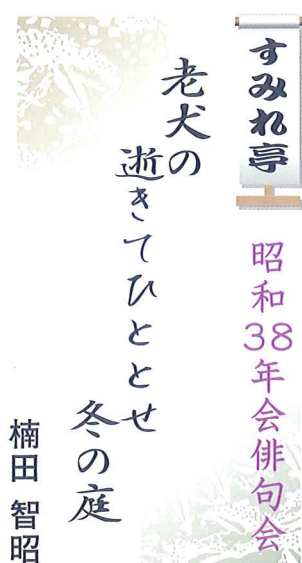 すみれ亭
昭和38年会俳句会
老犬の
逝きてひととせ
冬の庭
楠田 智昭